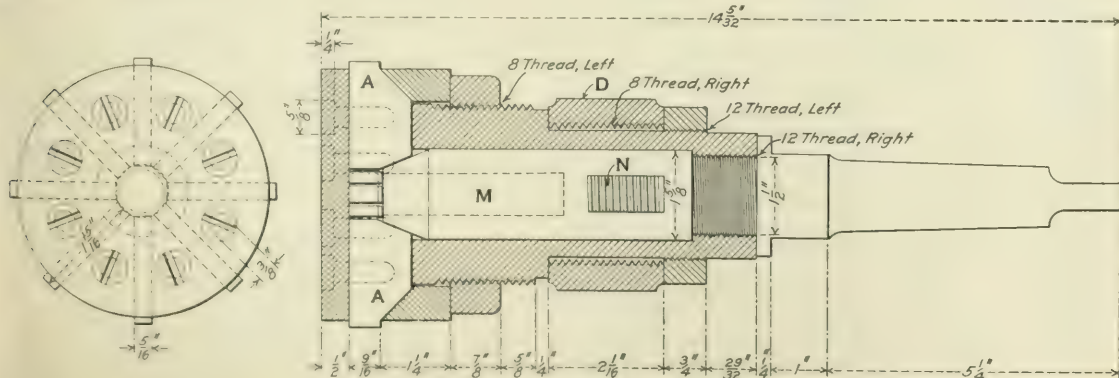 14 5/32"
1/4"
A
8 Thread, Left
8 Thread, Right
D
12 Thread, Left
12 Thread, Right
5/8"
N
M
1 5/8"
1 1/2"
1 5/16"
3/8"
A
5/16"
1/2"
9/16"
1 1/4"
7/8"
5/8"
1/4"
2 1/16"
3/4"
29/32"
1/4"
1"
5 1/4"